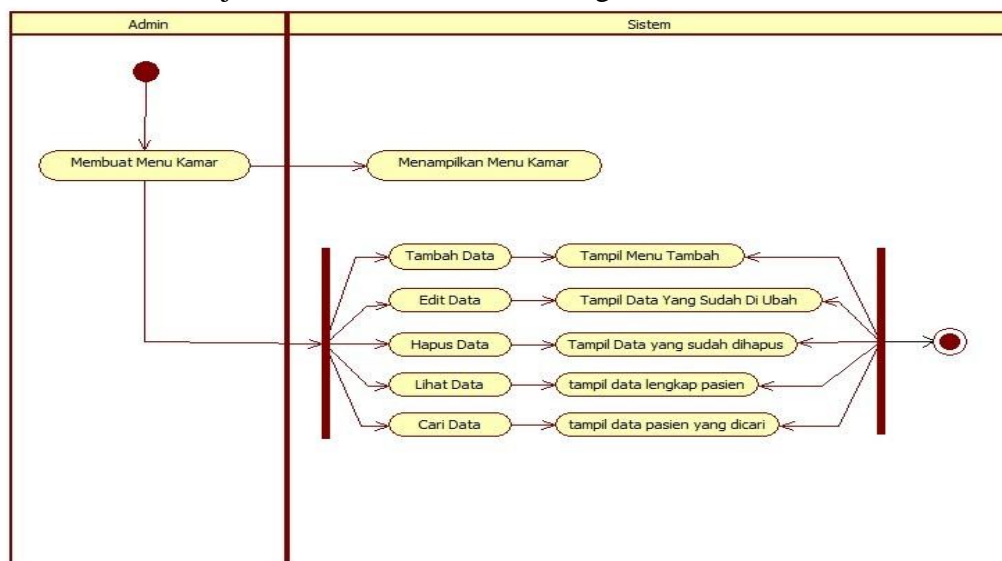 Admin
Sistem
Membuat Menu Kamar
Menampilkan Menu Kamar
Tambah Data
Tampil Menu Tambah
Edit Data
Tampil Data Yang Sudah Di Ubah
Hapus Data
Tampil Data yang sudah dihapus
Lihat Data
tampil data lengkap pasien
Cari Data
tampil data pasien yang dicari